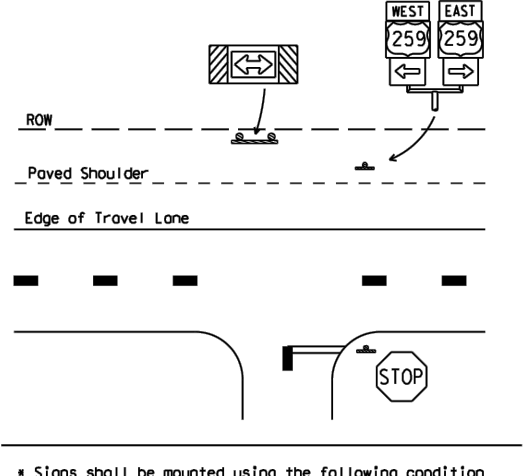 WEST EAST
259 259
ROW
Paved Shoulder
Edge of Travel Lane
STOP
* Signs shall be mounted using the following condition